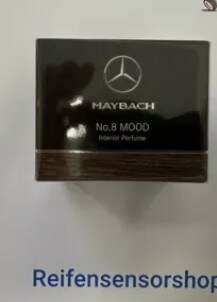 MAYBACH
No.8 MOOD
Interior Perfume
Reifensensorshop